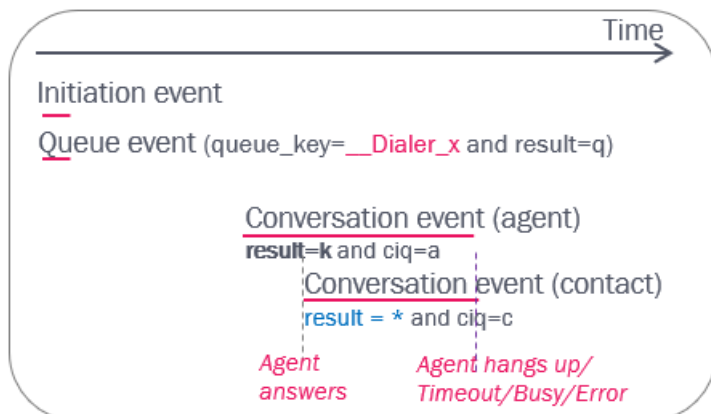 Time
Initiation event
Queue event (queue_key=__Dialer_x and result=q)
Conversation event (agent)
result=k and ciq=a
Conversation event (contact)
result = * and ciq=c
Agent
answers
Agent hangs up/
Timeout/Busy/Error